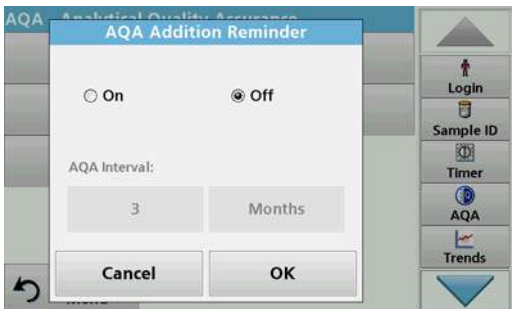 AQA - Analytical Quality Assurance
AQA Addition Reminder
On
Off
AQA Interval:
3
Months
Cancel
OK
Menu
Login
Sample ID
Timer
AQA
Trends